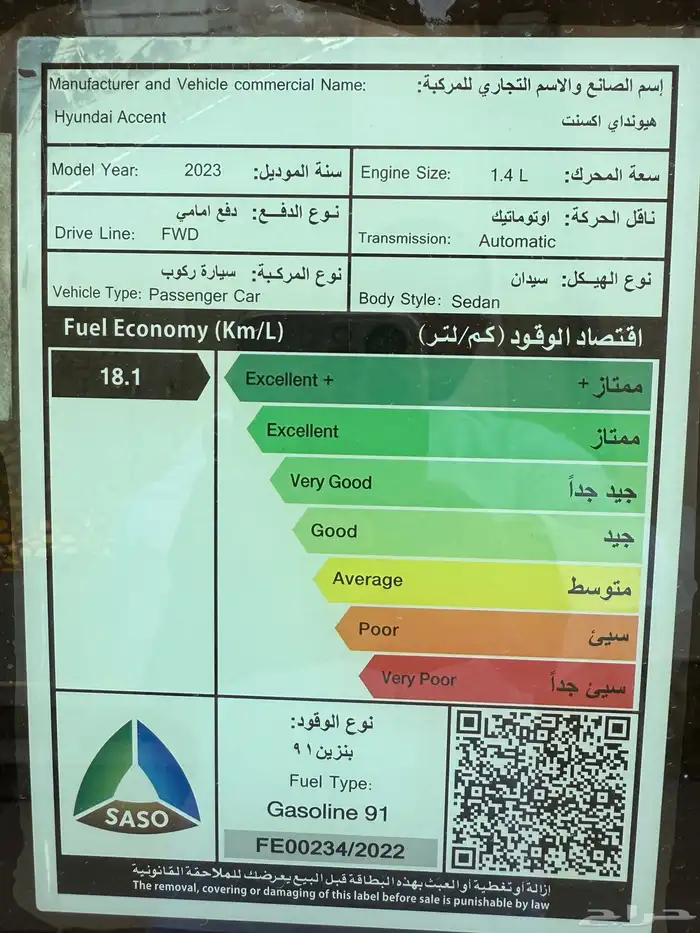 Manufacturer and Vehicle commercial Name: إسم الصانع والاسم التجاري للمركبة:
Hyundai Accent هيونداي اكسنت
Model Year: 2023 سنة الموديل:
Engine Size: 1.4 L سعة المحرك:
نوع الدفـــع: دفع امامي
Drive Line: FWD
ناقل الحركة: اوتوماتيك
Transmission: Automatic
نوع المركـبة: سيارة ركوب
Vehicle Type: Passenger Car
نوع الهيـكل: سيدان
Body Style: Sedan
Fuel Economy (Km/L) اقتصاد الوقود (كم/لتر)
18.1
Excellent + ممتاز +
Excellent ممتاز
Very Good جيد جداً
Good جيد
Average متوسط
Poor سيئ
Very Poor سيئ جداً
SASO
نوع الوقود:
بنزين ٩١
Fuel Type:
Gasoline 91
FE00234/2022
إزالة أو تغطية أو العبث بهذه البطاقة قبل البيع يعرضك للملاحقة القانونية
The removal, covering or damaging of this label before sale is punishable by law
حراج